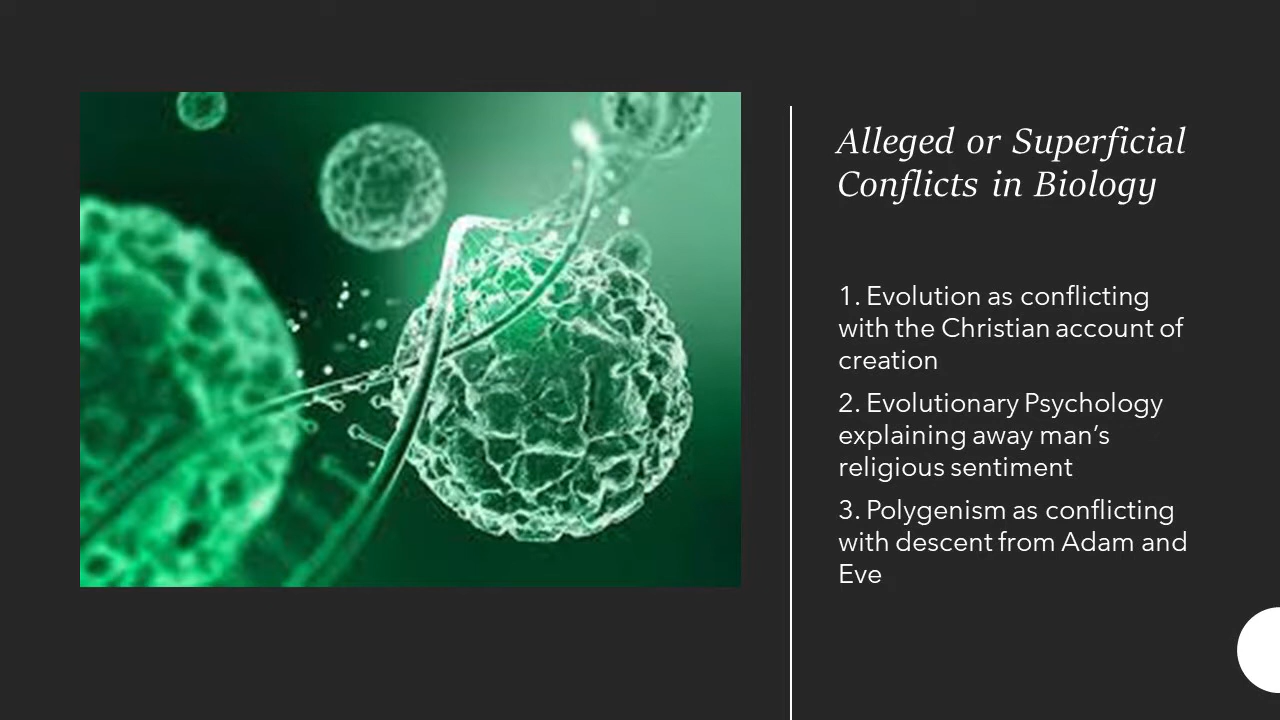 Alleged or Superficial
Conflicts in Biology
1. Evolution as conflicting
with the Christian account of
creation
2. Evolutionary Psychology
explaining away man’s
religious sentiment
3. Polygenism as conflicting
with descent from Adam and
Eve